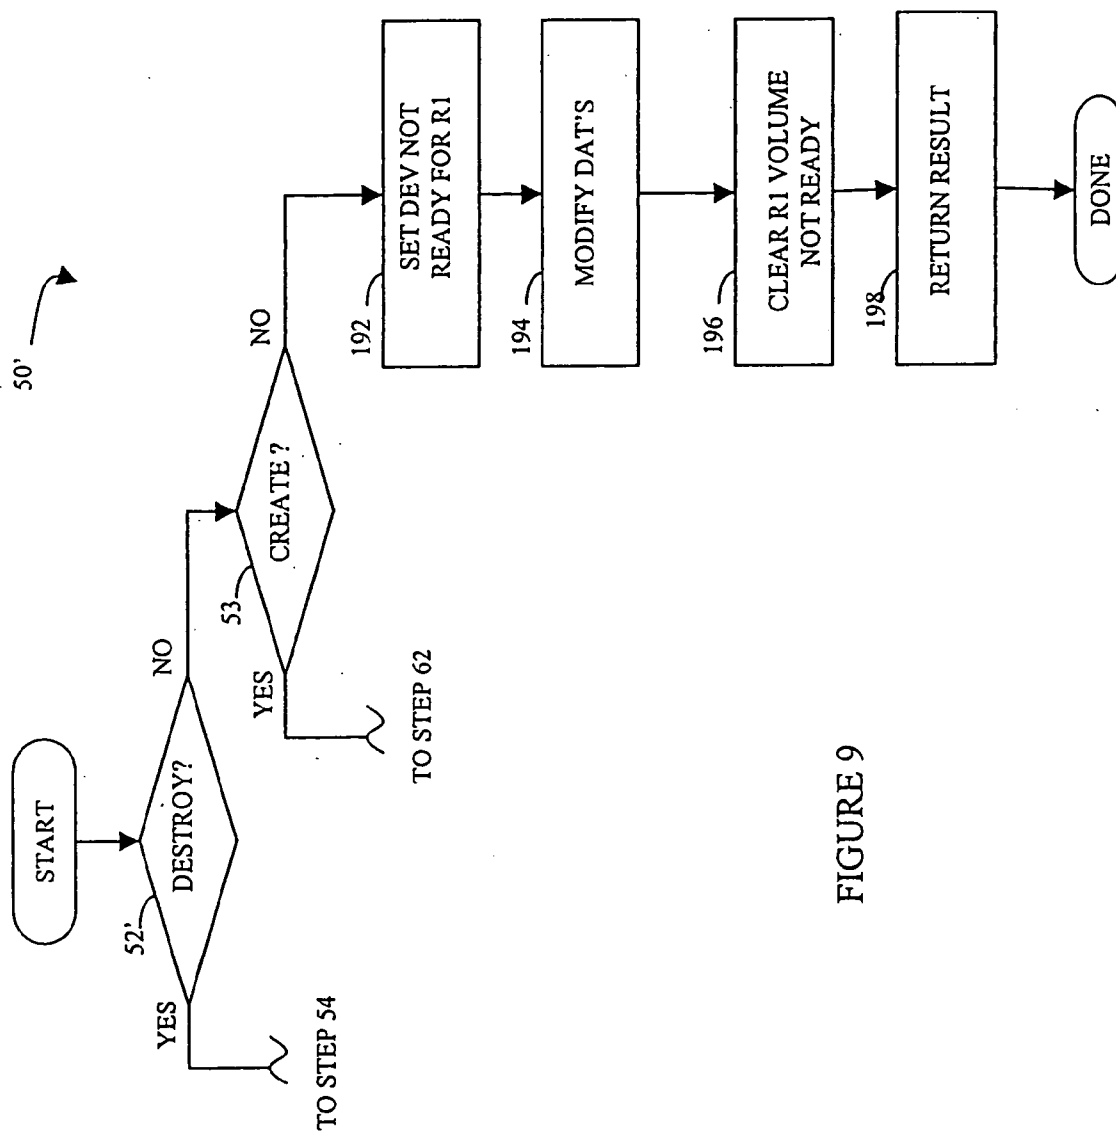 50'
START
52'
DESTROY?
YES
NO
TO STEP 54
53
CREATE ?
YES
NO
TO STEP 62
192
SET DEV NOT
READY FOR R1
194
MODIFY DAT'S
196
CLEAR R1 VOLUME
NOT READY
198
RETURN RESULT
DONE
FIGURE 9